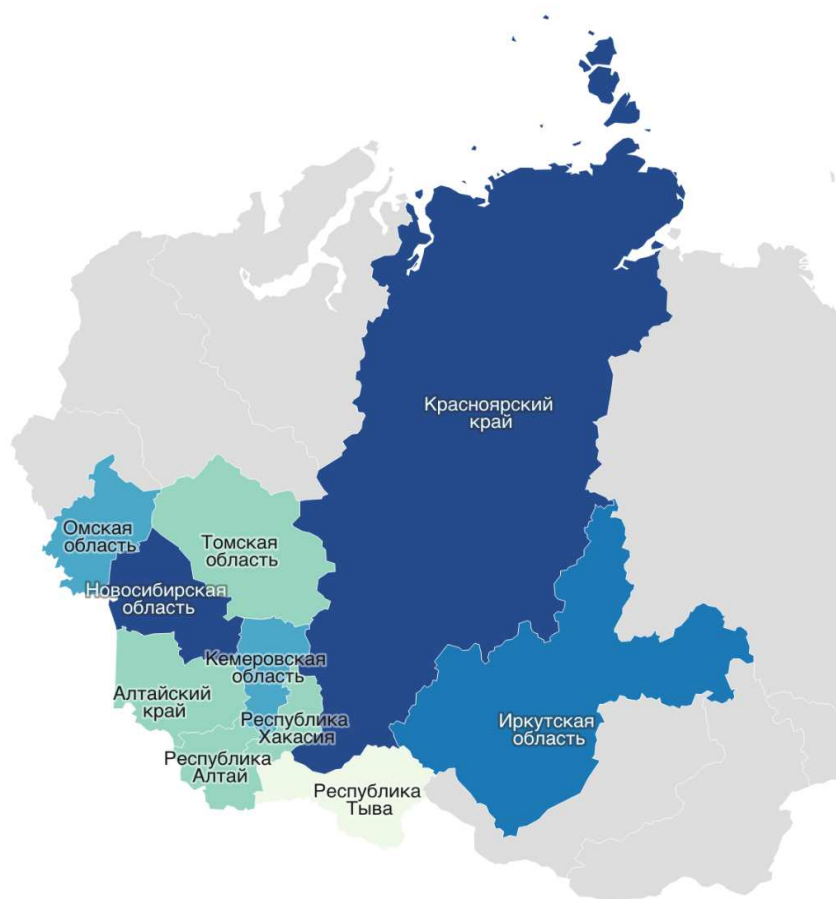 Красноярский
край
Омская
область
Томская
область
Новосибирская
область
Кемеровская
область
Алтайский
край
Республика
Хакасия
Иркутская
область
Республика
Алтай
Республика
Тыва